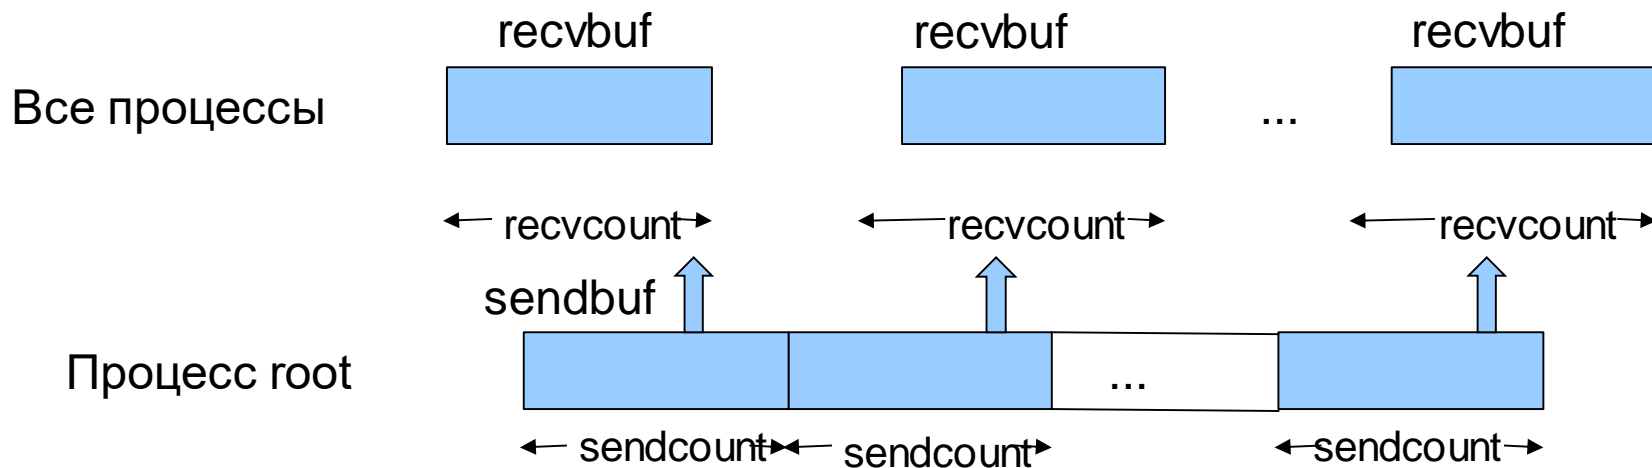 recvbuf recvbuf recvbuf
Все процессы ...
recvcount recvcount recvcount
sendbuf
Процесс root ...
sendcount sendcount sendcount